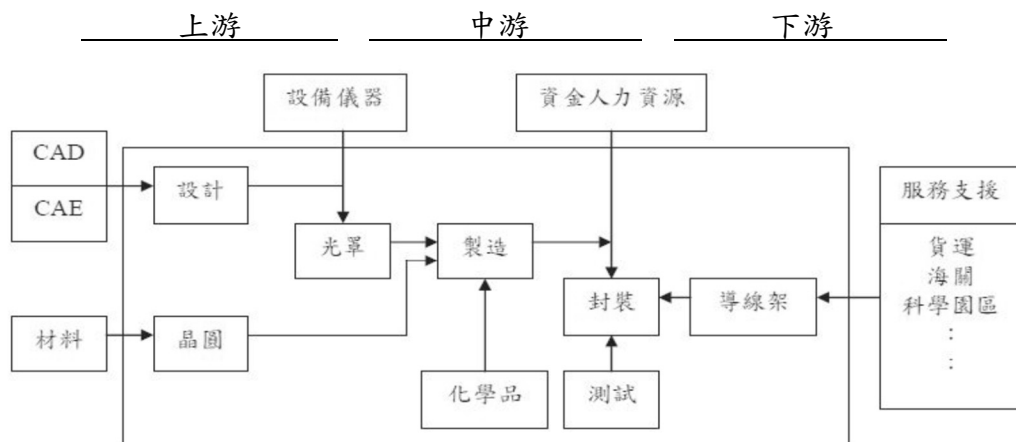 上游 中游 下游
設備儀器 資金人力資源
CAD
CAE
設計
光罩 製造
服務支援
貨運
海關
科學園區
:
:
封裝 導線架
材料 晶圓
化學品 測試